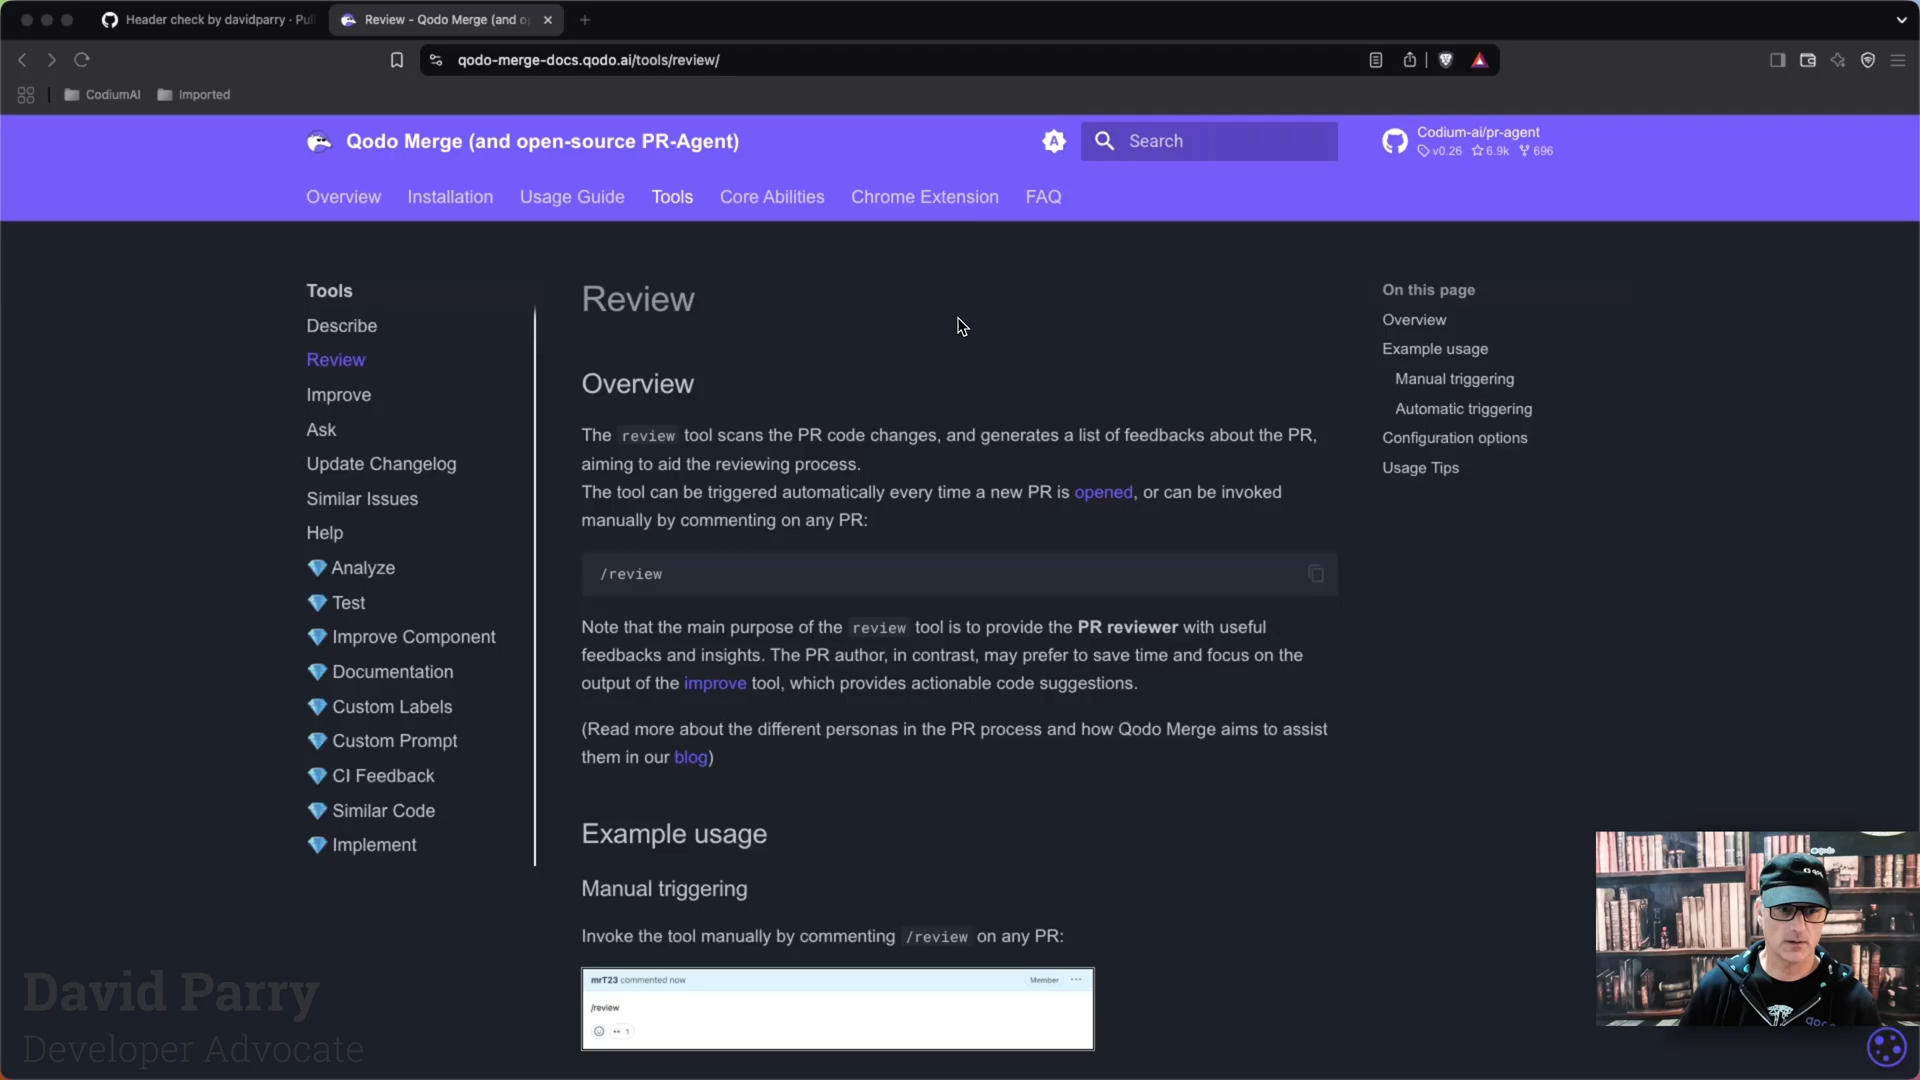 Header check by davidparry · Pul
Review - Qodo Merge (and o
qodo-merge-docs.qodo.ai/tools/review/
CodiumAI
Imported
Qodo Merge (and open-source PR-Agent)
Search
Codium-ai/pr-agent
v0.26 6.9k 696
Overview Installation Usage Guide Tools Core Abilities Chrome Extension FAQ
Tools
Describe
Review
Improve
Ask
Update Changelog
Similar Issues
Help
Analyze
Test
Improve Component
Documentation
Custom Labels
Custom Prompt
CI Feedback
Similar Code
Implement
Review
Overview
The review tool scans the PR code changes, and generates a list of feedbacks about the PR,
aiming to aid the reviewing process.
The tool can be triggered automatically every time a new PR is opened, or can be invoked
manually by commenting on any PR:
/review
Note that the main purpose of the review tool is to provide the PR reviewer with useful
feedbacks and insights. The PR author, in contrast, may prefer to save time and focus on the
output of the improve tool, which provides actionable code suggestions.
(Read more about the different personas in the PR process and how Qodo Merge aims to assist
them in our blog)
Example usage
Manual triggering
Invoke the tool manually by commenting /review on any PR:
mrT23 commented now
Member
/review
1
On this page
Overview
Example usage
Manual triggering
Automatic triggering
Configuration options
Usage Tips
David Parry
Developer Advocate